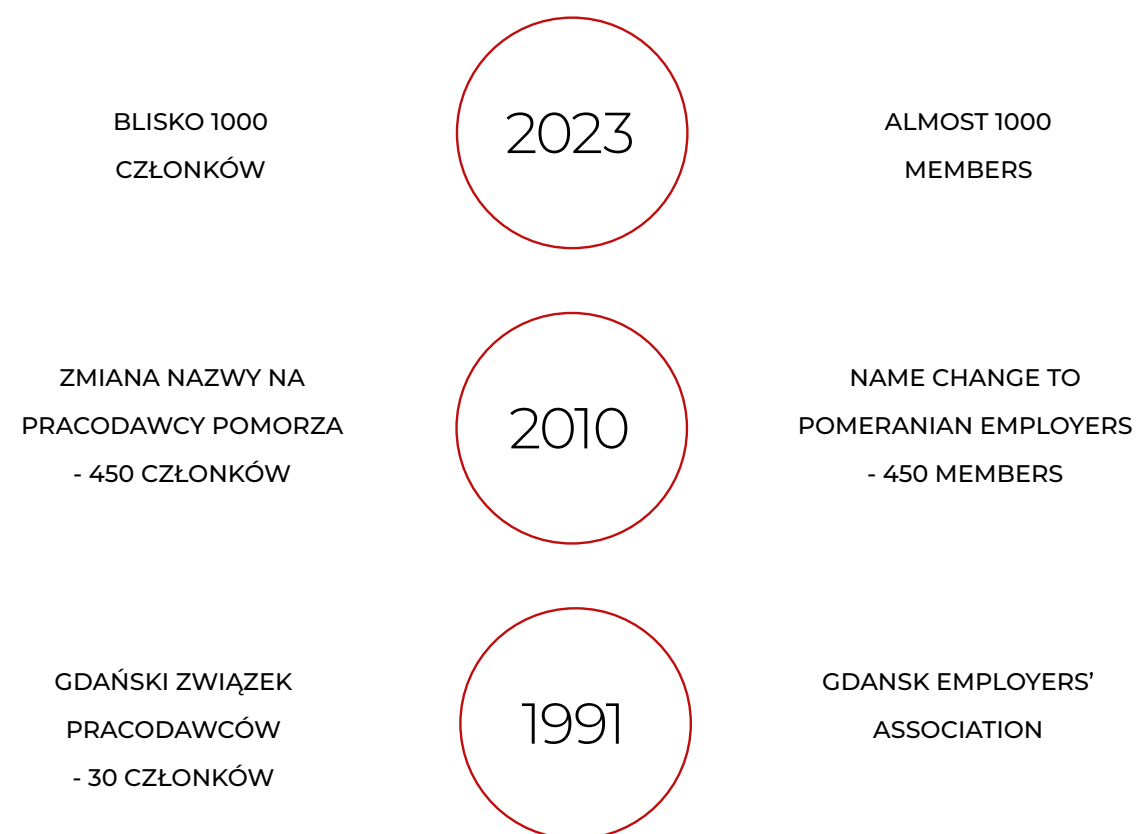 BLISKO 1000
CZŁONKÓW
2023
ALMOST 1000
MEMBERS
ZMIANA NAZWY NA
PRACODAWCY POMORZA
- 450 CZŁONKÓW
2010
NAME CHANGE TO
POMERANIAN EMPLOYERS
- 450 MEMBERS
GDAŃSKI ZWIĄZEK
PRACODAWCÓW
- 30 CZŁONKÓW
1991
GDANSK EMPLOYERS’
ASSOCIATION